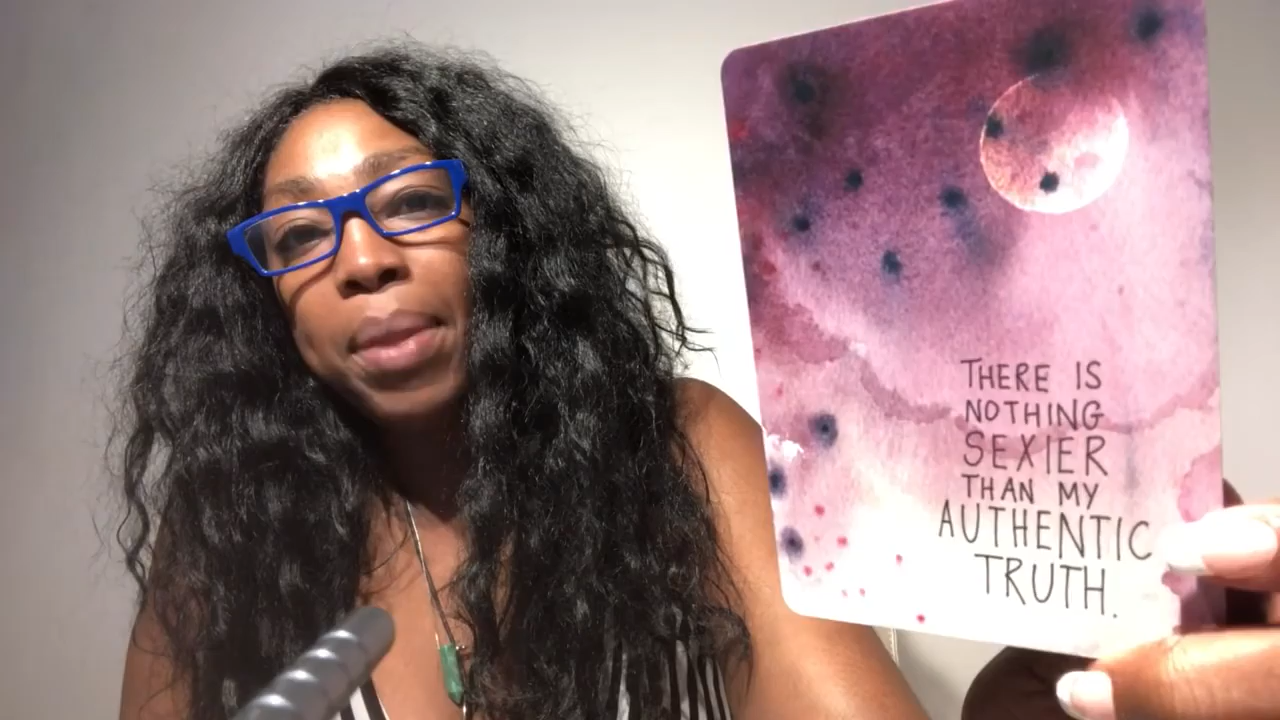 THERE IS
NOTHING
SEXIER
THAN MY
AUTHENTIC
TRUTH.